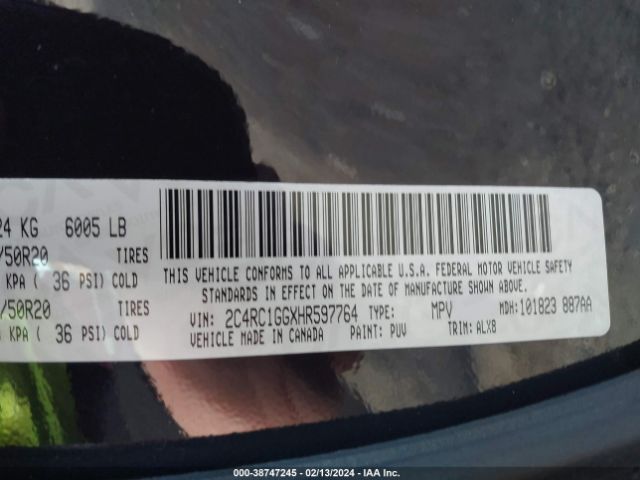 24 KG 6005 LB
/50R20 TIRES
KPA ( 36 PSI) COLD
/50R20 TIRES
KPA ( 36 PSI) COLD
THIS VEHICLE CONFORMS TO ALL APPLICABLE U.S.A. FEDERAL MOTOR VEHICLE SAFETY
STANDARDS IN EFFECT ON THE DATE OF MANUFACTURE SHOWN ABOVE
VIN: 2C4RC1GGXHR597764 TYPE: MPV MDH:101823 887AA
VEHICLE MADE IN CANADA PAINT: PUV TRIM: ALX8
000-38747245 - 02/13/2024 - IAA Inc.